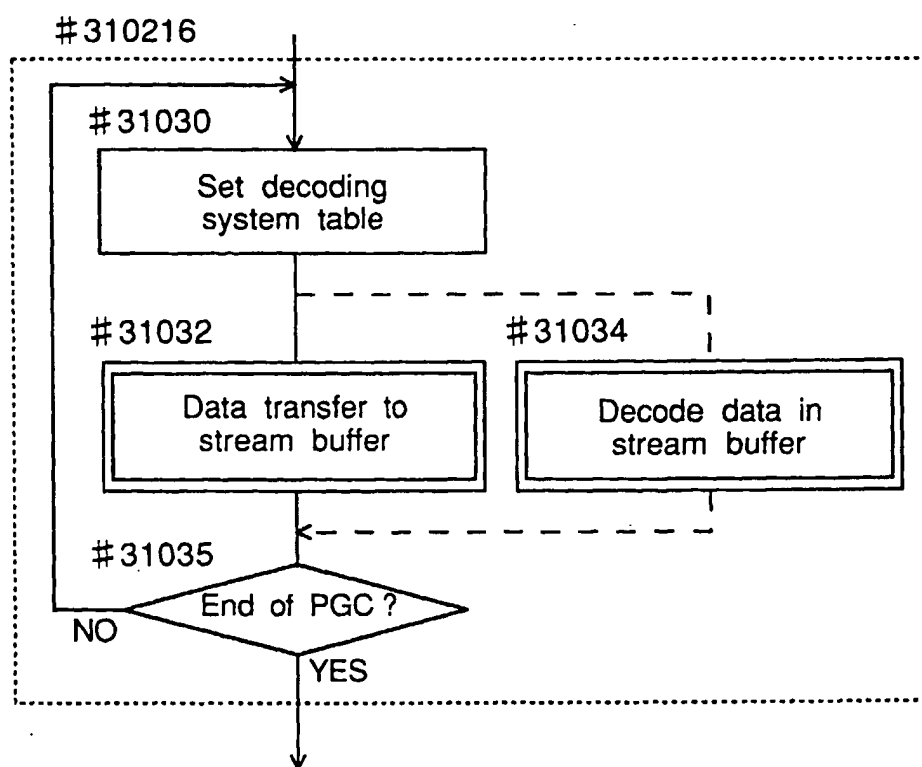 #310216
#31030
Set decoding
system table
#31032
#31034
Data transfer to
stream buffer
Decode data in
stream buffer
#31035
End of PGC ?
NO
YES